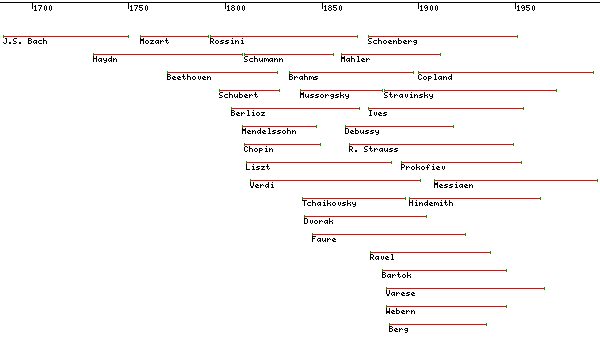 1700 1750 1800 1850 1900 1950
J.S. Bach Mozart Rossini Schoenberg
Haydn Schumann Mahler
Beethoven Brahms Copland
Schubert Mussorgsky Stravinsky
Berlioz Ives
Mendelssohn Debussy
Chopin R. Strauss
Liszt Prokofiev
Verdi Messiaen
Tchaikovsky Hindemith
Dvorak
Faure
Ravel
Bartok
Varese
Webern
Berg